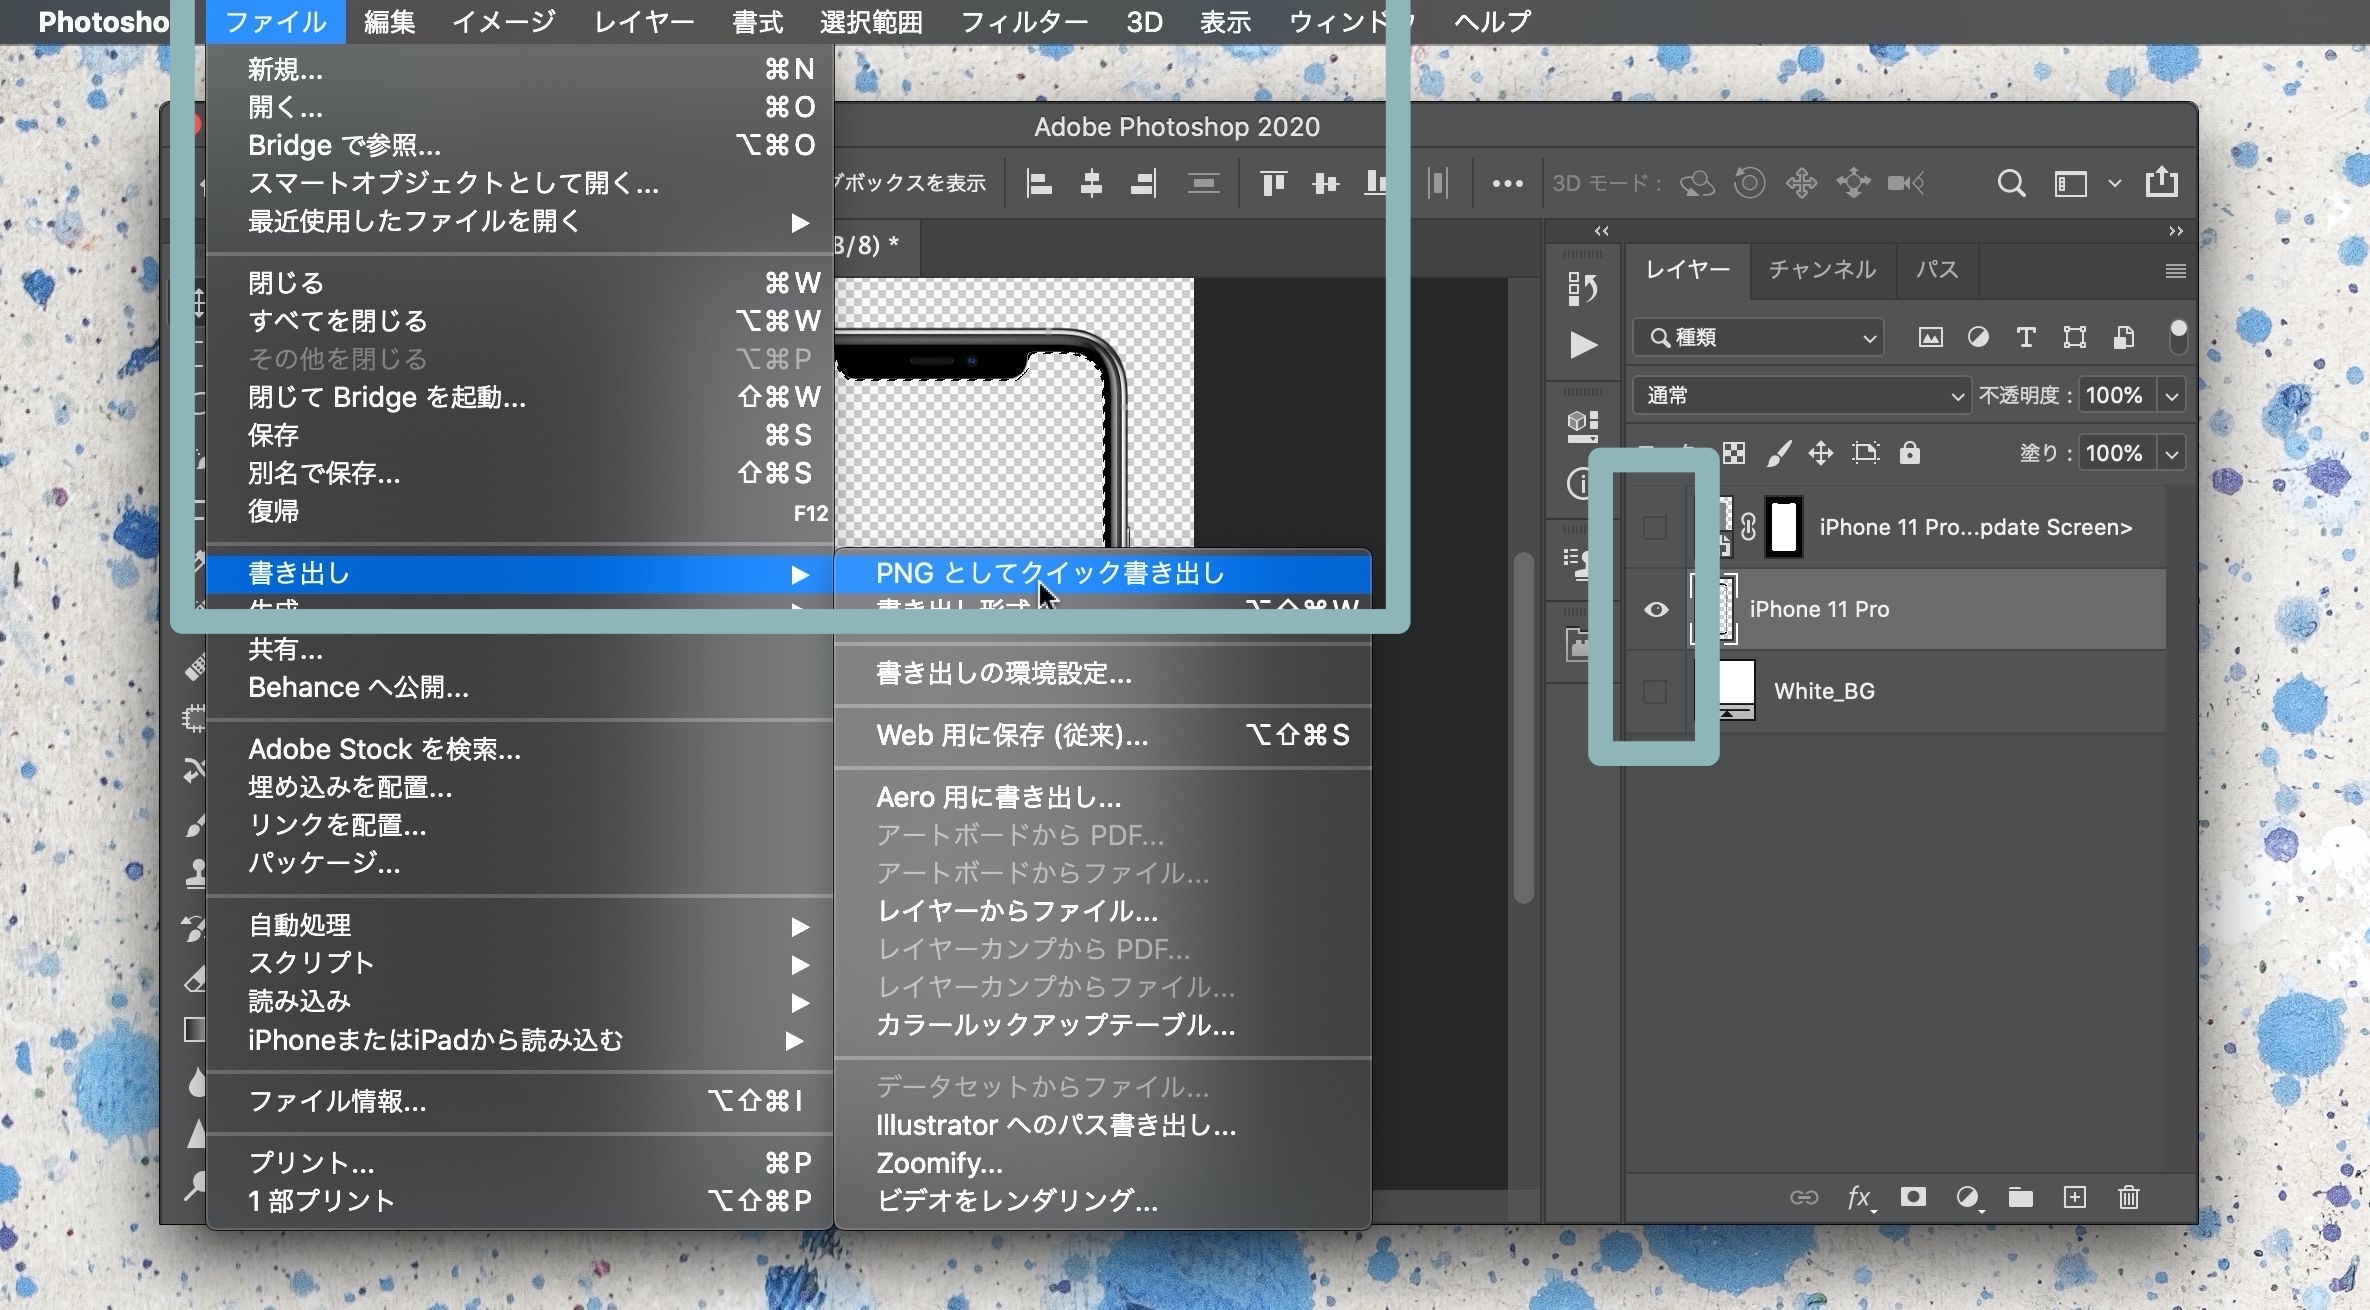 ファイル 編集 イメージ レイヤー 書式 選択範囲 フィルター 3D 表示 ヘルプ
新規... ⌘N
開く... ⌘O
Bridge で参照... ⌥⌘O
スマートオブジェクトとして開く...
最近使用したファイルを開く ▶
閉じる ⌘W
すべてを閉じる ⌥⌘W
その他を閉じる ⌥⌘P
閉じて Bridge を起動... ⇧⌘W
保存 ⌘S
別名で保存... ⇧⌘S
復帰 F12
書き出し ▶
共有...
Behance へ公開...
Adobe Stock を検索...
埋め込みを配置...
リンクを配置...
パッケージ...
自動処理 ▶
スクリプト ▶
読み込み ▶
iPhoneまたはiPadから読み込む ▶
ファイル情報... ⌥⇧⌘I
プリント... ⌘P
1 部プリント ⌥⇧⌘P
PNG としてクイック書き出し
書き出しの環境設定...
Web 用に保存 (従来)... ⌥⇧⌘S
Aero 用に書き出し...
アートボードから PDF...
アートボードからファイル...
レイヤーからファイル...
レイヤーカンプから PDF...
レイヤーカンプからファイル...
カラールックアップテーブル...
データセットからファイル...
Illustrator へのパス書き出し...
Zoomify...
ビデオをレンダリング...
Adobe Photoshop 2020
ボックスを表示
3D モード :
/8) *
レイヤー チャンネル パス
種類
通常 不透明度 : 100%
塗り : 100%
iPhone 11 Pro...pdate Screen>
iPhone 11 Pro
White_BG
fx